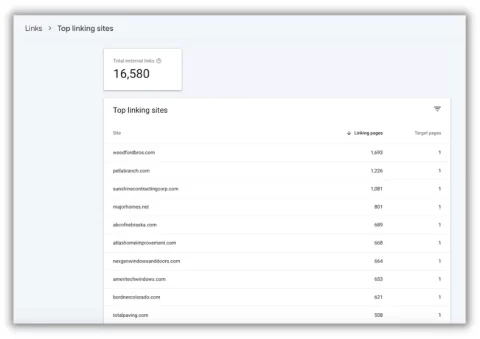 Links > Top linking sites
Total external links
16,580
Top linking sites
Site Linking pages Target pages
woodfordbros.com 1,693 1
pellabranch.com 1,226 1
sunshinecontractingcorp.com 1,081 1
majorhomes.net 801 1
abcofnebraska.com 689 1
atlashomeimprovement.com 668 1
nexgenwindowsanddoors.com 664 1
ameritechwindows.com 653 1
bordnercolorado.com 621 1
totalpaving.com 508 1